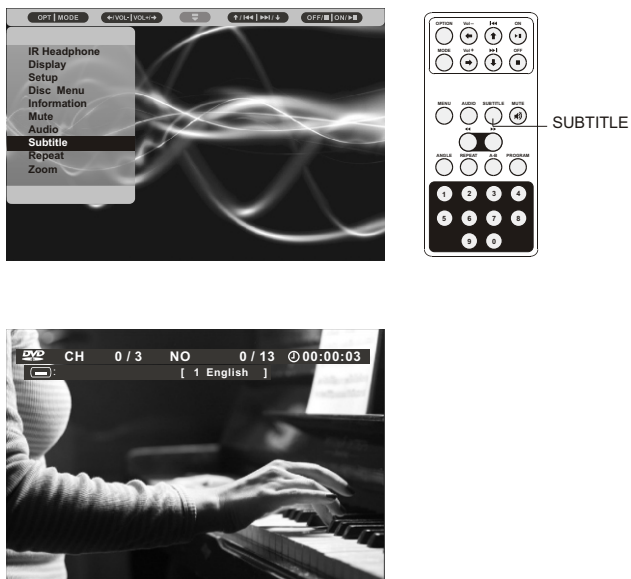 OPT MODE ←/VOL- VOL+/→ ↑/⏮ ⏭/↓ OFF/■ ON/▶❚❚
IR Headphone
Display
Setup
Disc Menu
Information
Mute
Audio
Subtitle
Repeat
Zoom
OPTION Vol – ⏮ ON
MODE Vol + ⏭ OFF
MENU AUDIO SUBTITLE MUTE
SUBTITLE
◀◀ ▶▶
ANGLE REPEAT A-B PROGRAM
1 2 3 4
5 6 7 8
9 0
DVD CH 0 / 3 NO 0 / 13 00:00:03
: [ 1 English ]